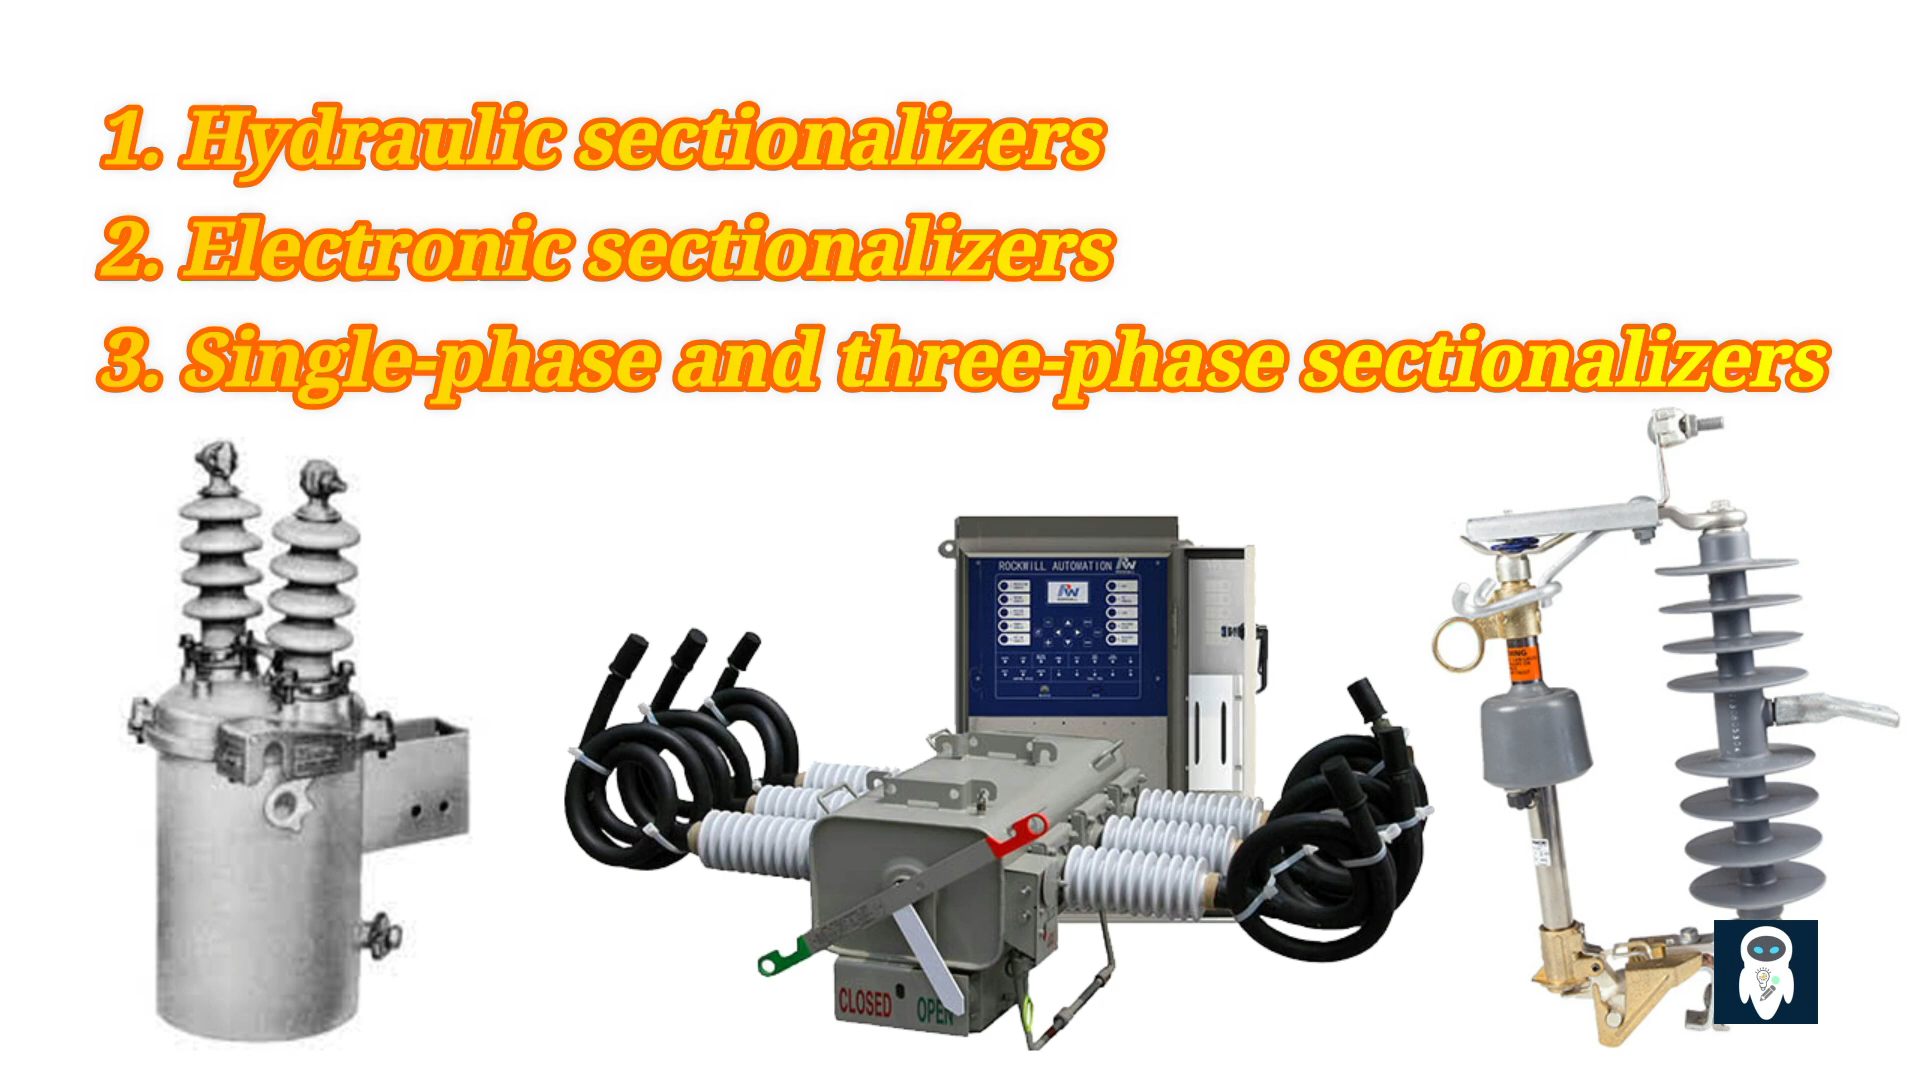 1. Hydraulic sectionalizers
2. Electronic sectionalizers
3. Single-phase and three-phase sectionalizers
ROCKWILL AUTOMATION
CLOSED OPEN